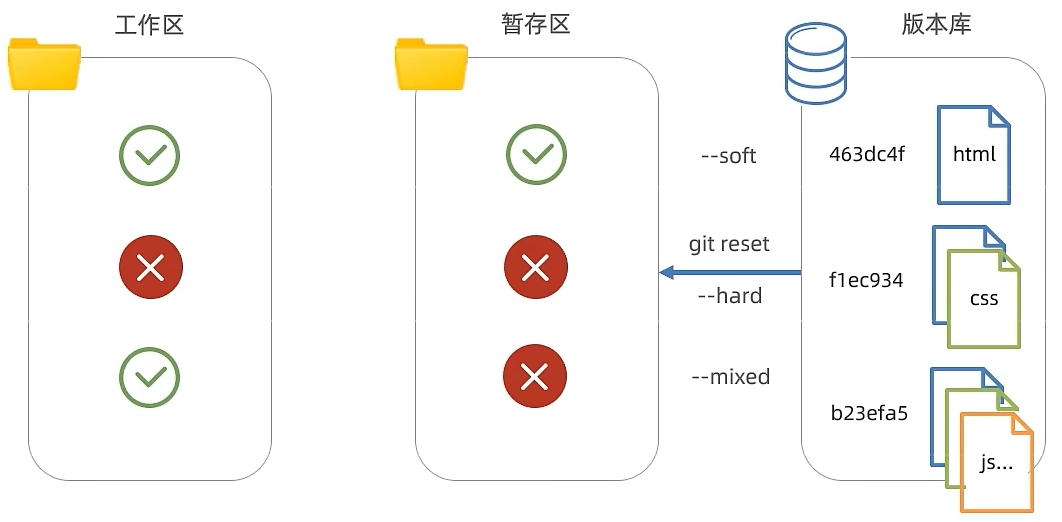 工作区
暂存区
版本库
--soft
463dc4f
html
git reset
--hard
f1ec934
css
--mixed
b23efa5
js...